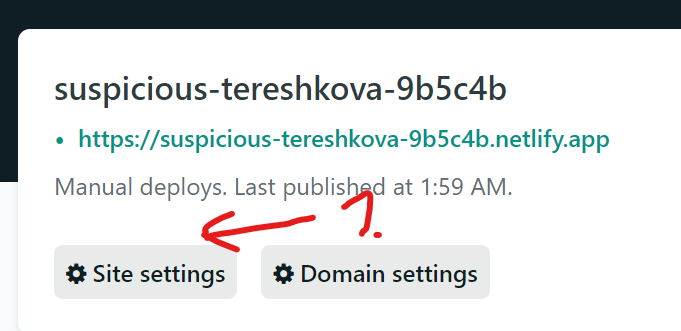 suspicious-tereshkova-9b5c4b
https://suspicious-tereshkova-9b5c4b.netlify.app
Manual deploys. Last published at 1:59 AM.
?
Site settings Domain settings